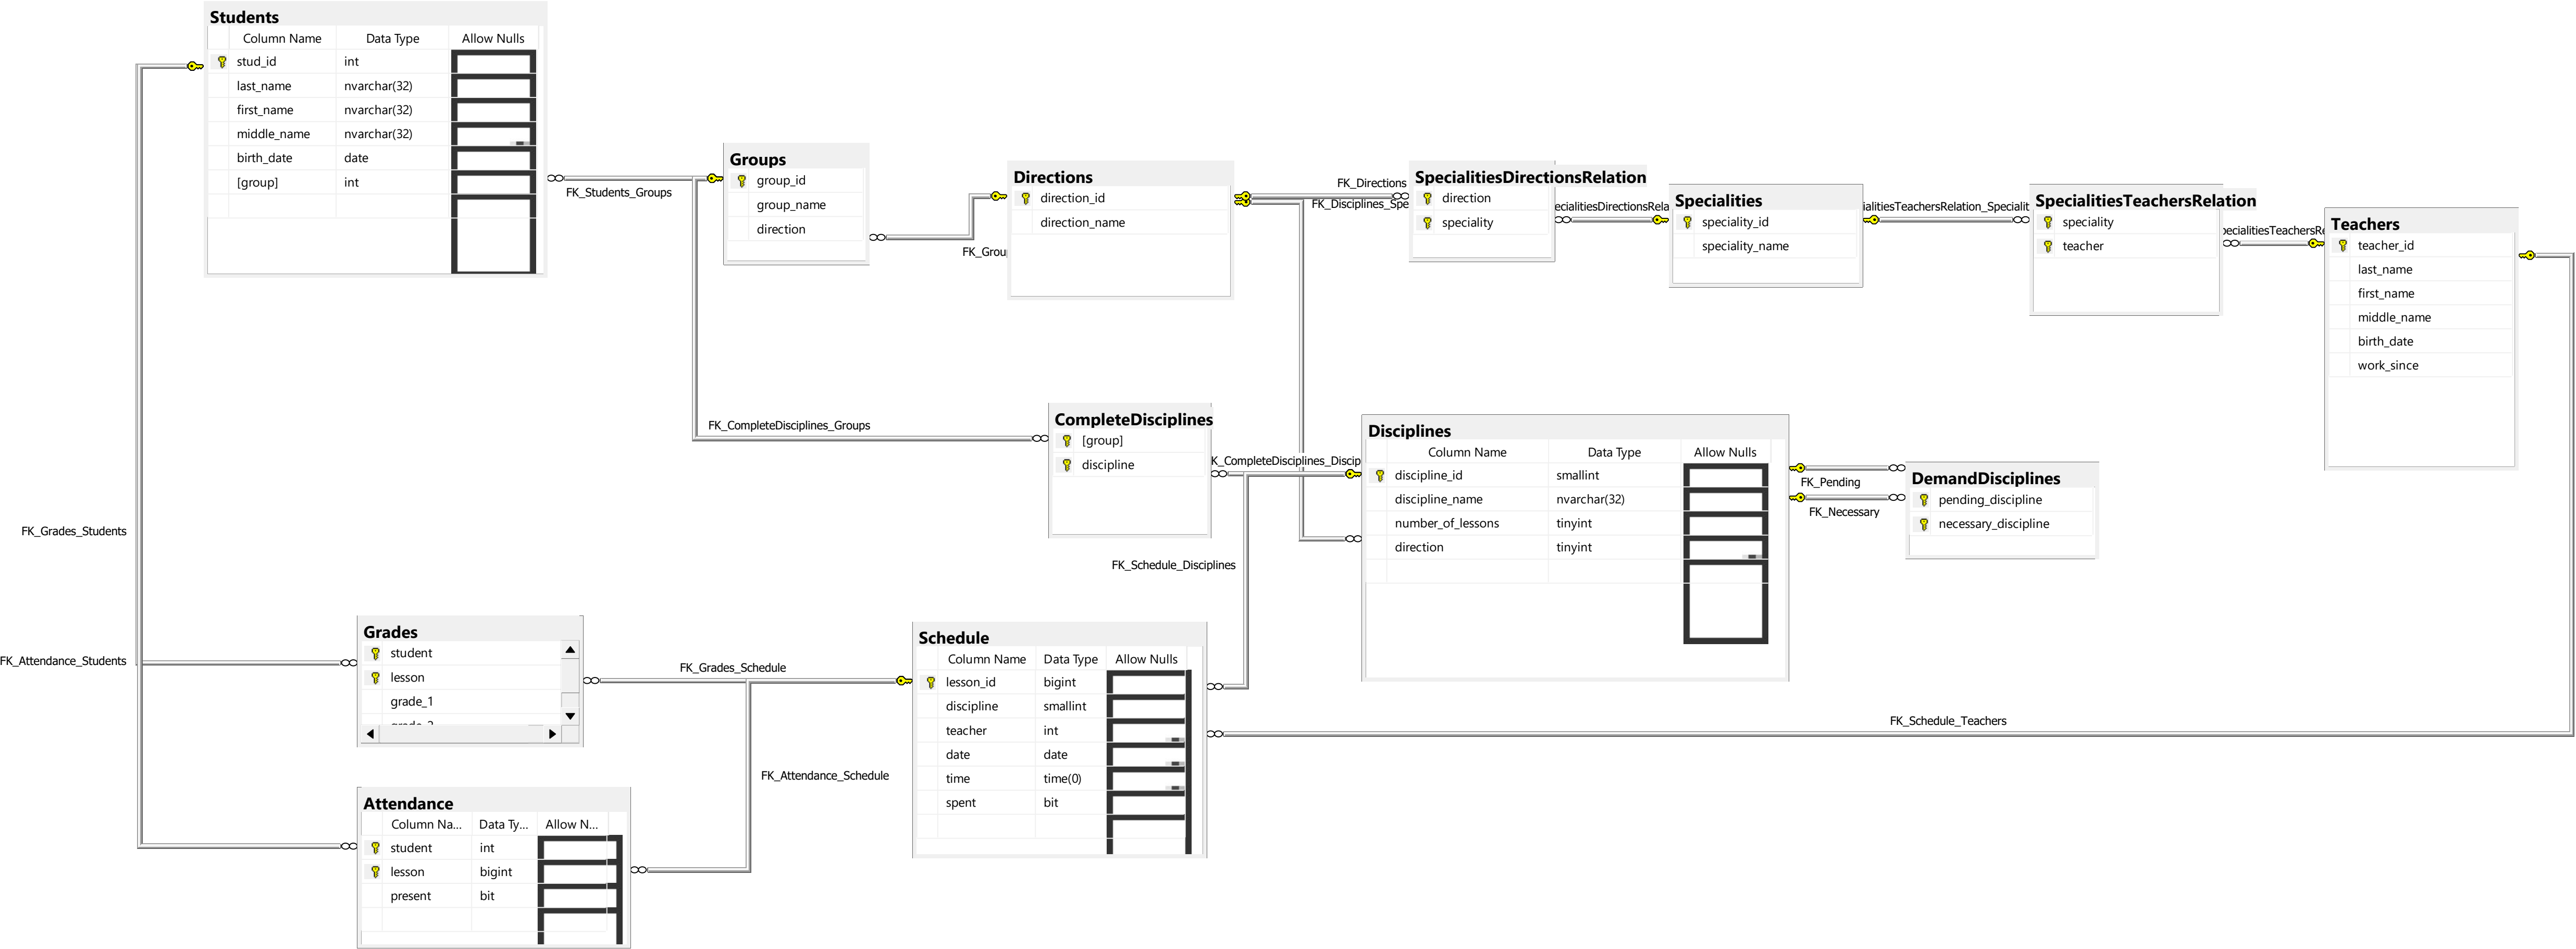 Students
Column Name Data Type Allow Nulls
stud_id int
last_name nvarchar(32)
first_name nvarchar(32)
middle_name nvarchar(32)
birth_date date
[group] int
FK_Students_Groups
Groups
group_id
group_name
direction
FK_Grou
Directions
direction_id
direction_name
FK_Directions
FK_Disciplines_Spe
SpecialitiesDirectionsRelation
direction
speciality
ecialitiesDirectionsRela
Specialities
speciality_id
speciality_name
ialitiesTeachersRelation_Specialit
SpecialitiesTeachersRelation
speciality
teacher
pecialitiesTeachersRe
Teachers
teacher_id
last_name
first_name
middle_name
birth_date
work_since
FK_CompleteDisciplines_Groups
CompleteDisciplines
[group]
discipline
K_CompleteDisciplines_Discip
Disciplines
Column Name Data Type Allow Nulls
discipline_id smallint
discipline_name nvarchar(32)
number_of_lessons tinyint
direction tinyint
FK_Pending
FK_Necessary
DemandDisciplines
pending_discipline
necessary_discipline
FK_Grades_Students
FK_Schedule_Disciplines
FK_Attendance_Students
Grades
student
lesson
grade_1
FK_Grades_Schedule
Schedule
Column Name Data Type Allow Nulls
lesson_id bigint
discipline smallint
teacher int
date date
time time(0)
spent bit
FK_Schedule_Teachers
FK_Attendance_Schedule
Attendance
Column Na... Data Ty... Allow N...
student int
lesson bigint
present bit